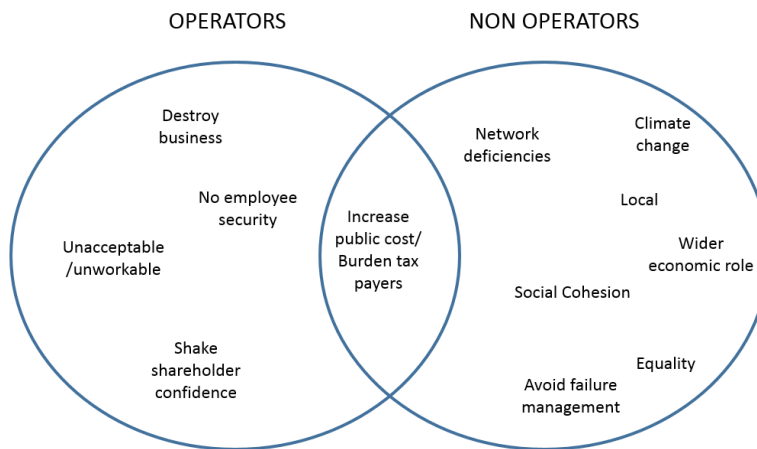 OPERATORS
NON OPERATORS
Destroy
business
No employee
security
Unacceptable
/unworkable
Shake
shareholder
confidence
Increase
public cost/
Burden tax
payers
Network
deficiencies
Climate
change
Local
Wider
economic role
Social Cohesion
Equality
Avoid failure
management